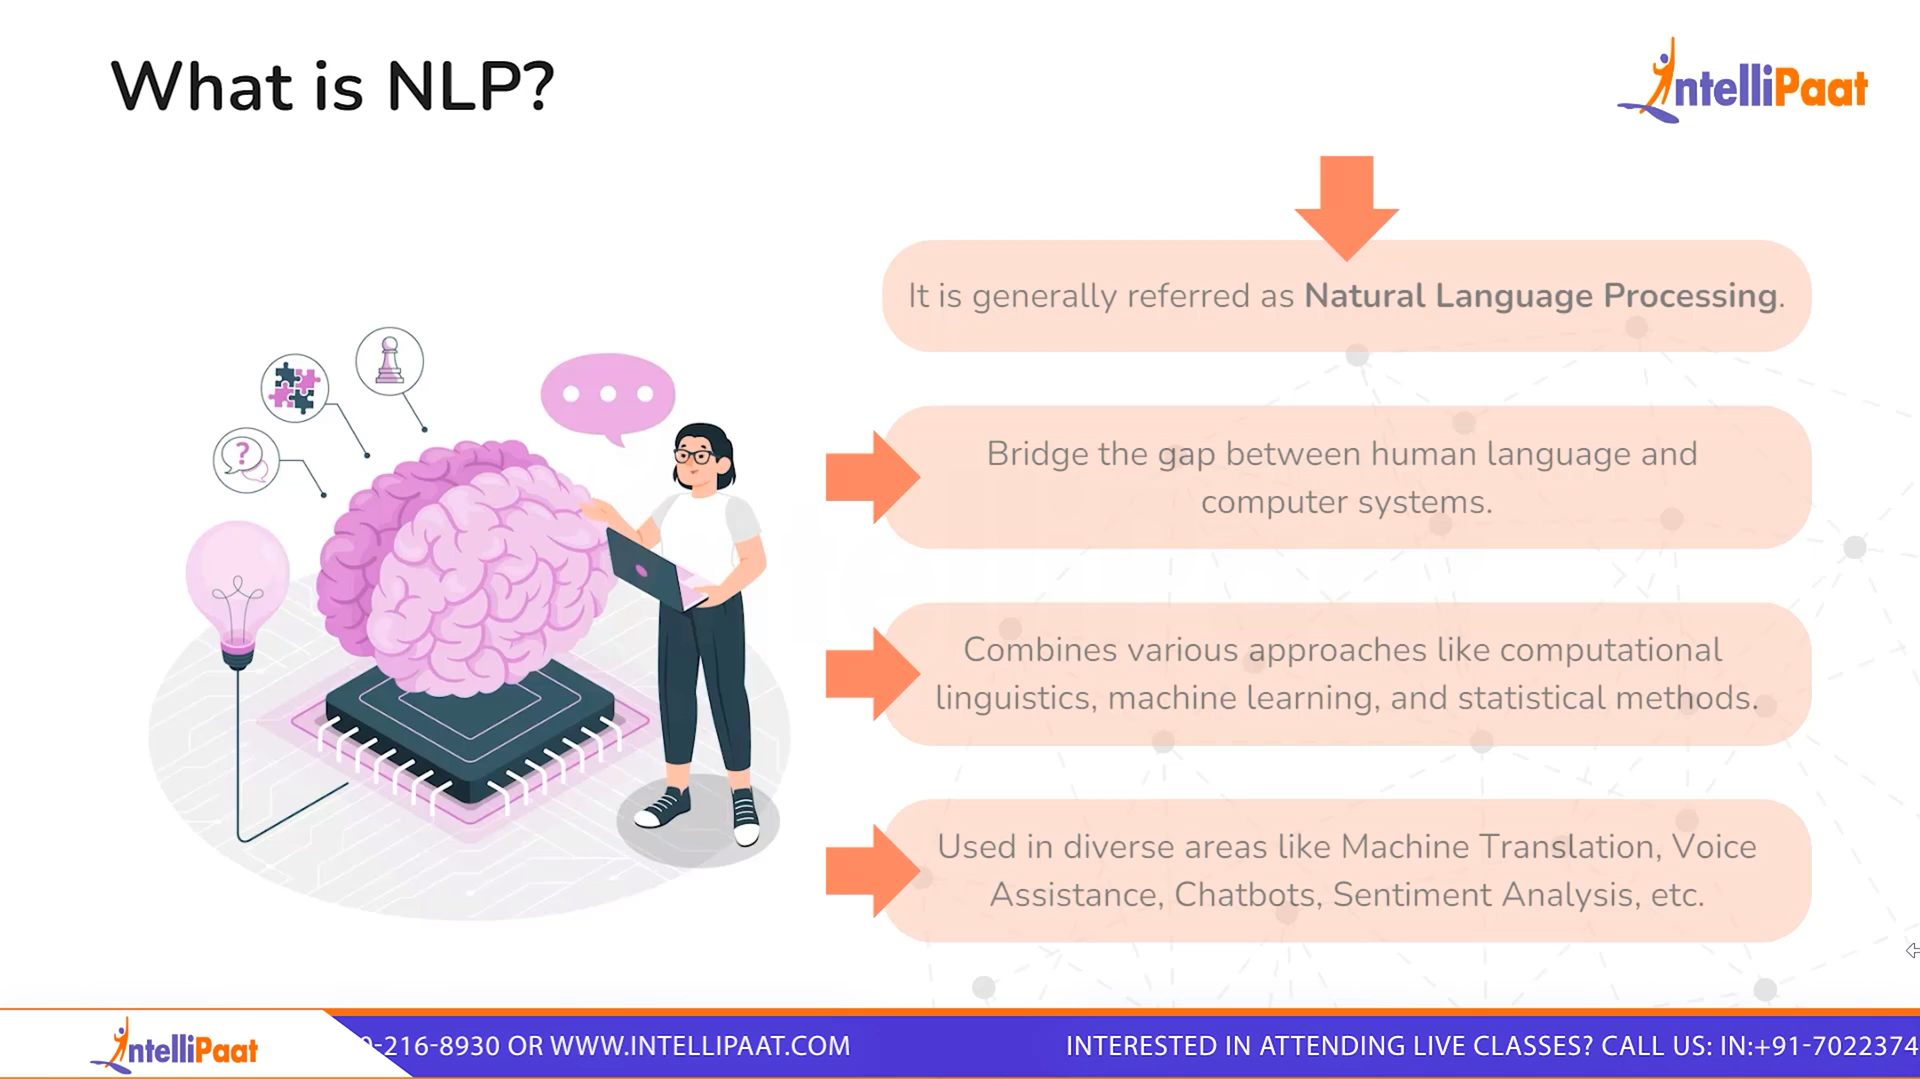 What is NLP?
IntelliPaat
It is generally referred as Natural Language Processing.
Bridge the gap between human language and
computer systems.
Combines various approaches like computational
linguistics, machine learning, and statistical methods.
Used in diverse areas like Machine Translation, Voice
Assistance, Chatbots, Sentiment Analysis, etc.
?
IntelliPaat
-216-8930 OR WWW.INTELLIPAAT.COM
INTERESTED IN ATTENDING LIVE CLASSES? CALL US: IN:+91-7022374